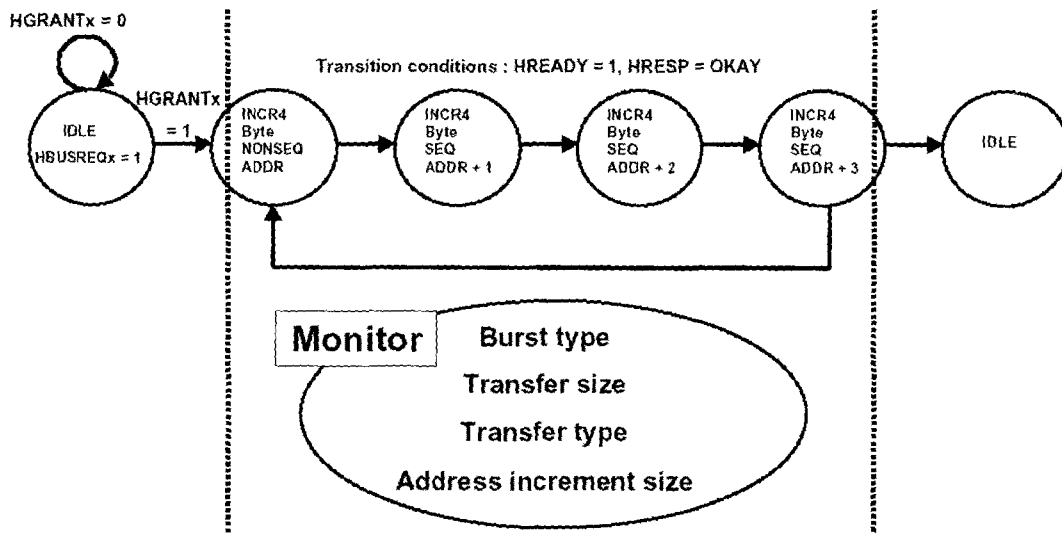 HGRANTx = 0
Transition conditions : HREADY = 1, HRESP = OKAY
HGRANTx
= 1
IDLE
HBUSREQx = 1
INCR4
Byte
NONSEQ
ADDR
INCR4
Byte
SEQ
ADDR + 1
INCR4
Byte
SEQ
ADDR + 2
INCR4
Byte
SEQ
ADDR + 3
IDLE
Monitor
Burst type
Transfer size
Transfer type
Address increment size